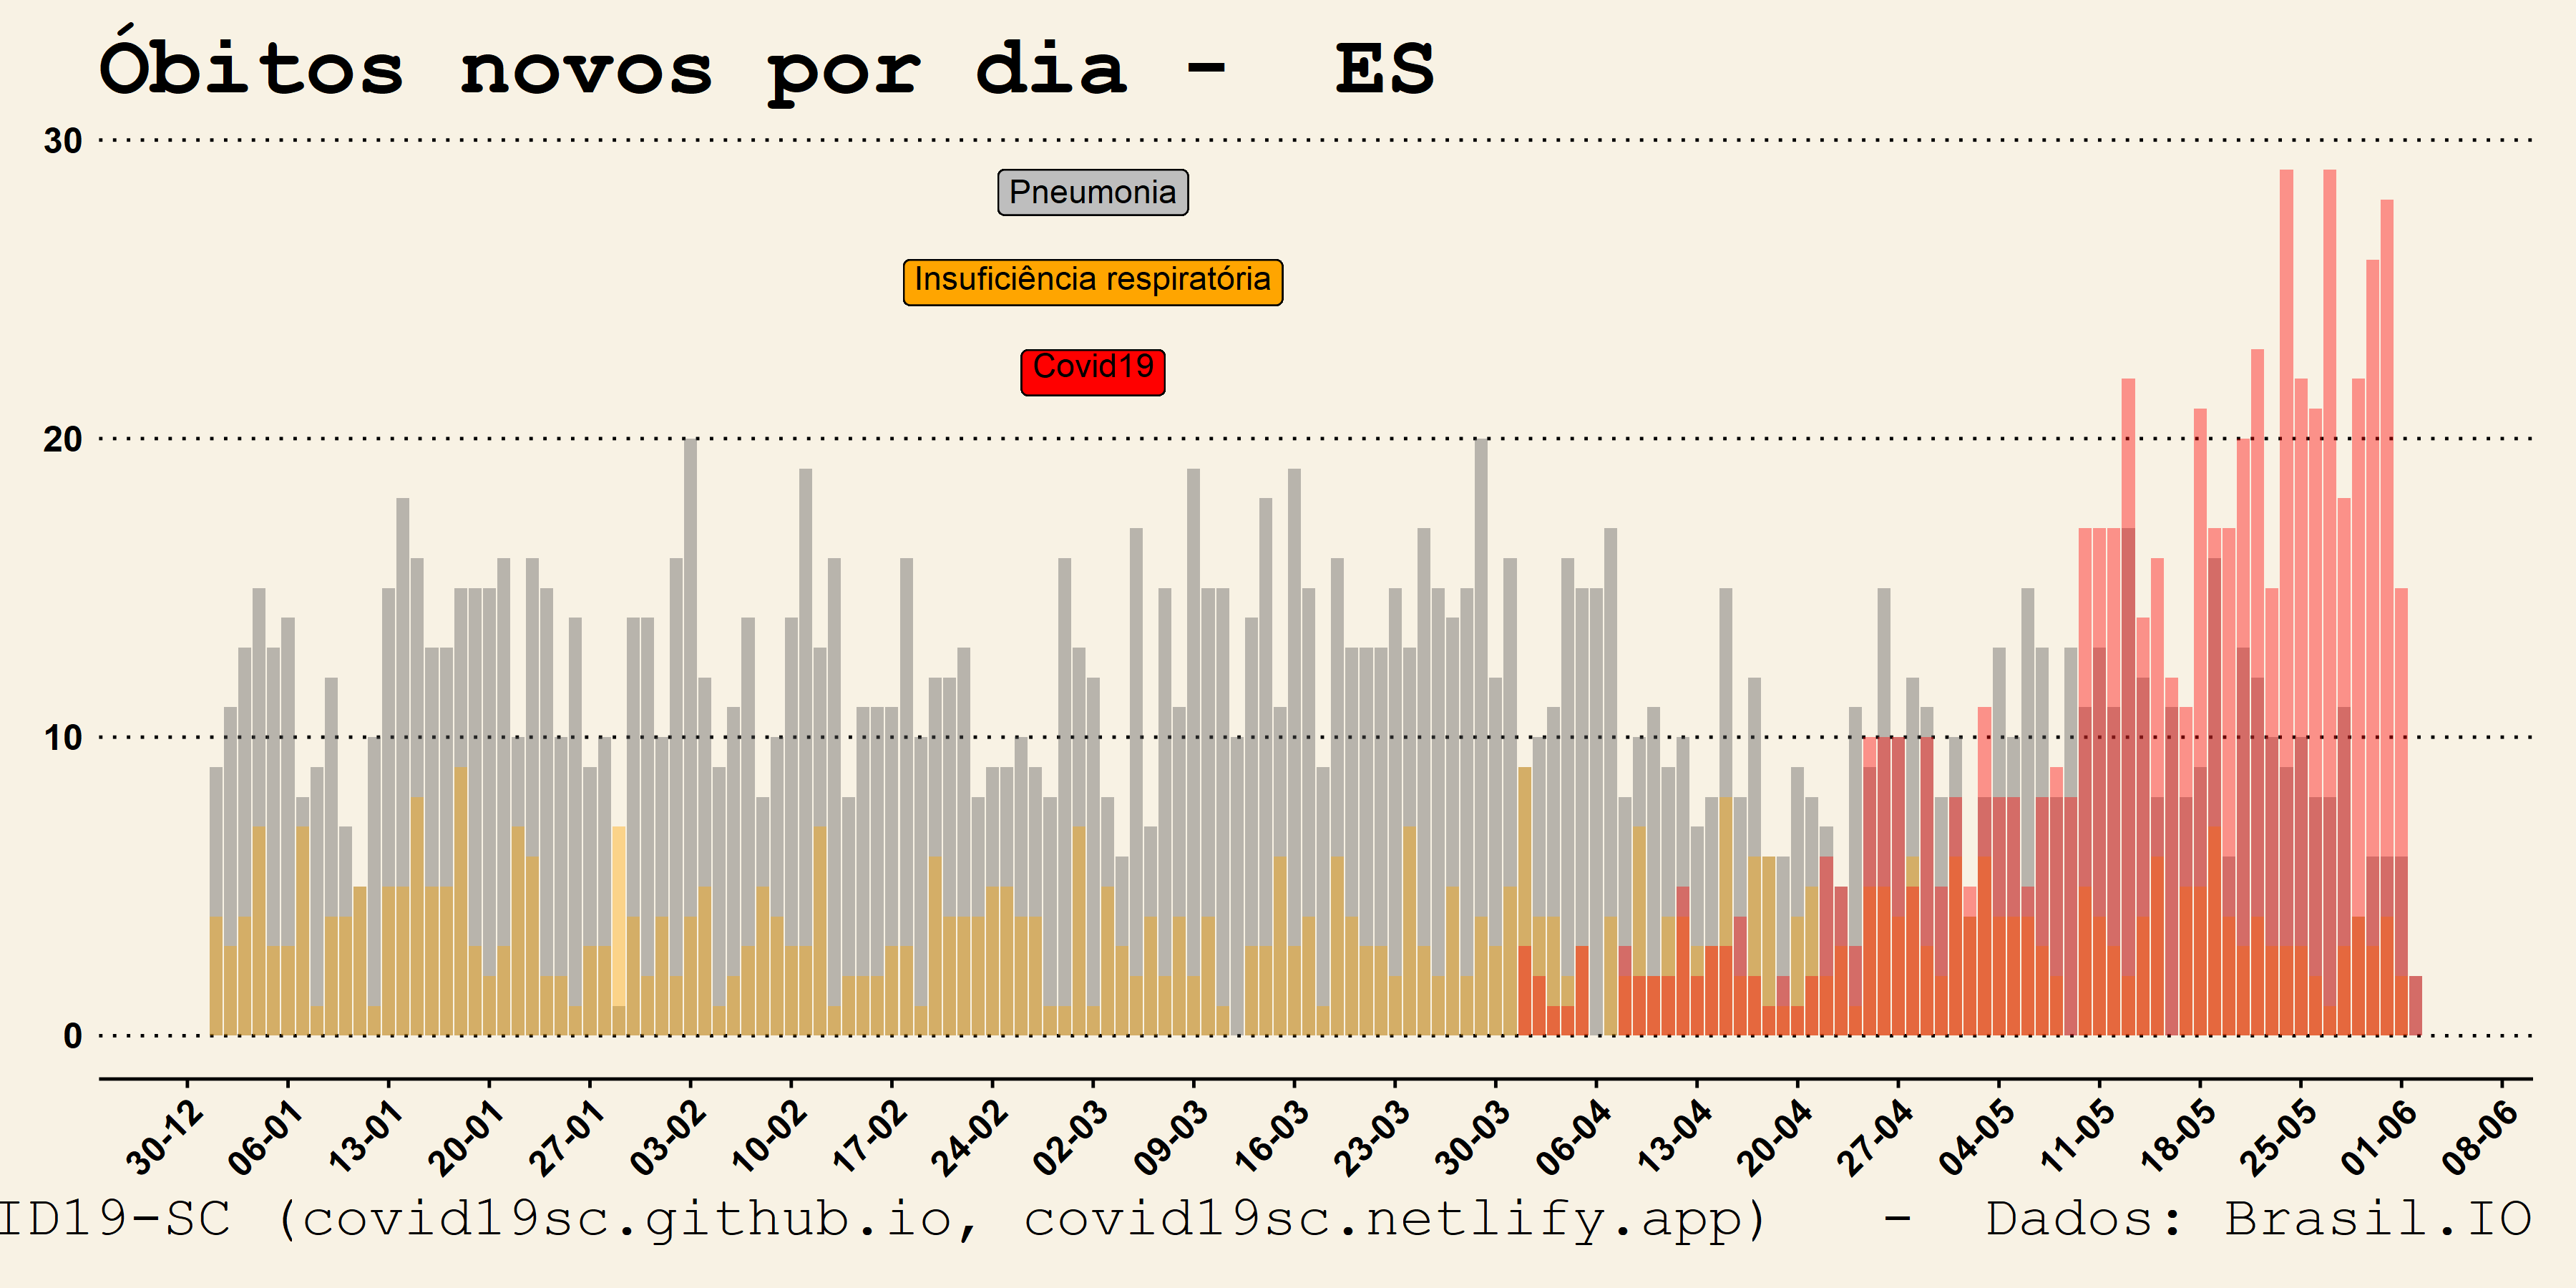 Óbitos novos por dia - ES
30
Pneumonia
Insuficiência respiratória
Covid19
20
10
0
30-12 06-01 13-01 20-01 27-01 03-02 10-02 17-02 24-02 02-03 09-03 16-03 23-03 30-03 06-04 13-04 20-04 27-04 04-05 11-05 18-05 25-05 01-06 08-06
ID19-SC (covid19sc.github.io, covid19sc.netlify.app) - Dados: Brasil.IO